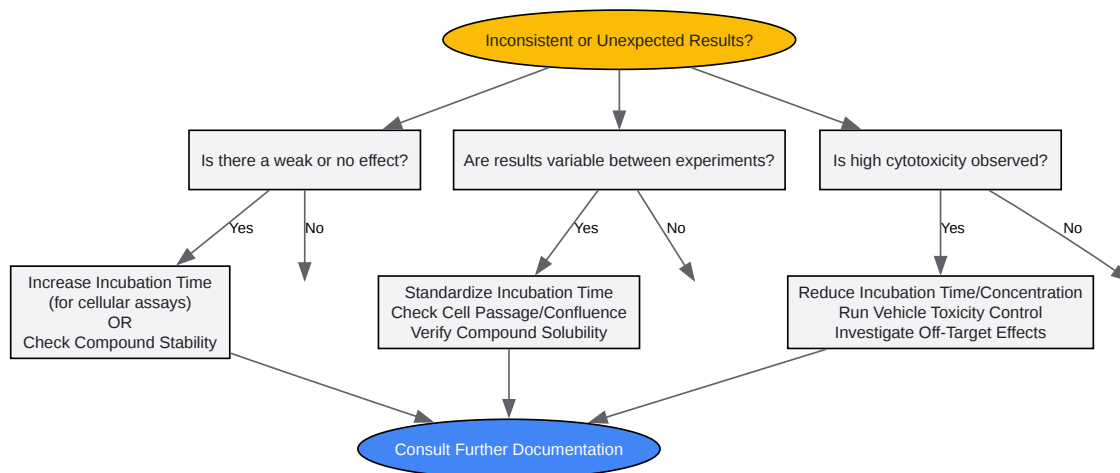 Inconsistent or Unexpected Results?
Is there a weak or no effect?
Are results variable between experiments?
Is high cytotoxicity observed?
Yes
No
Yes
No
Yes
No
Increase Incubation Time
(for cellular assays)
OR
Check Compound Stability
Standardize Incubation Time
Check Cell Passage/Confluence
Verify Compound Solubility
Reduce Incubation Time/Concentration
Run Vehicle Toxicity Control
Investigate Off-Target Effects
Consult Further Documentation